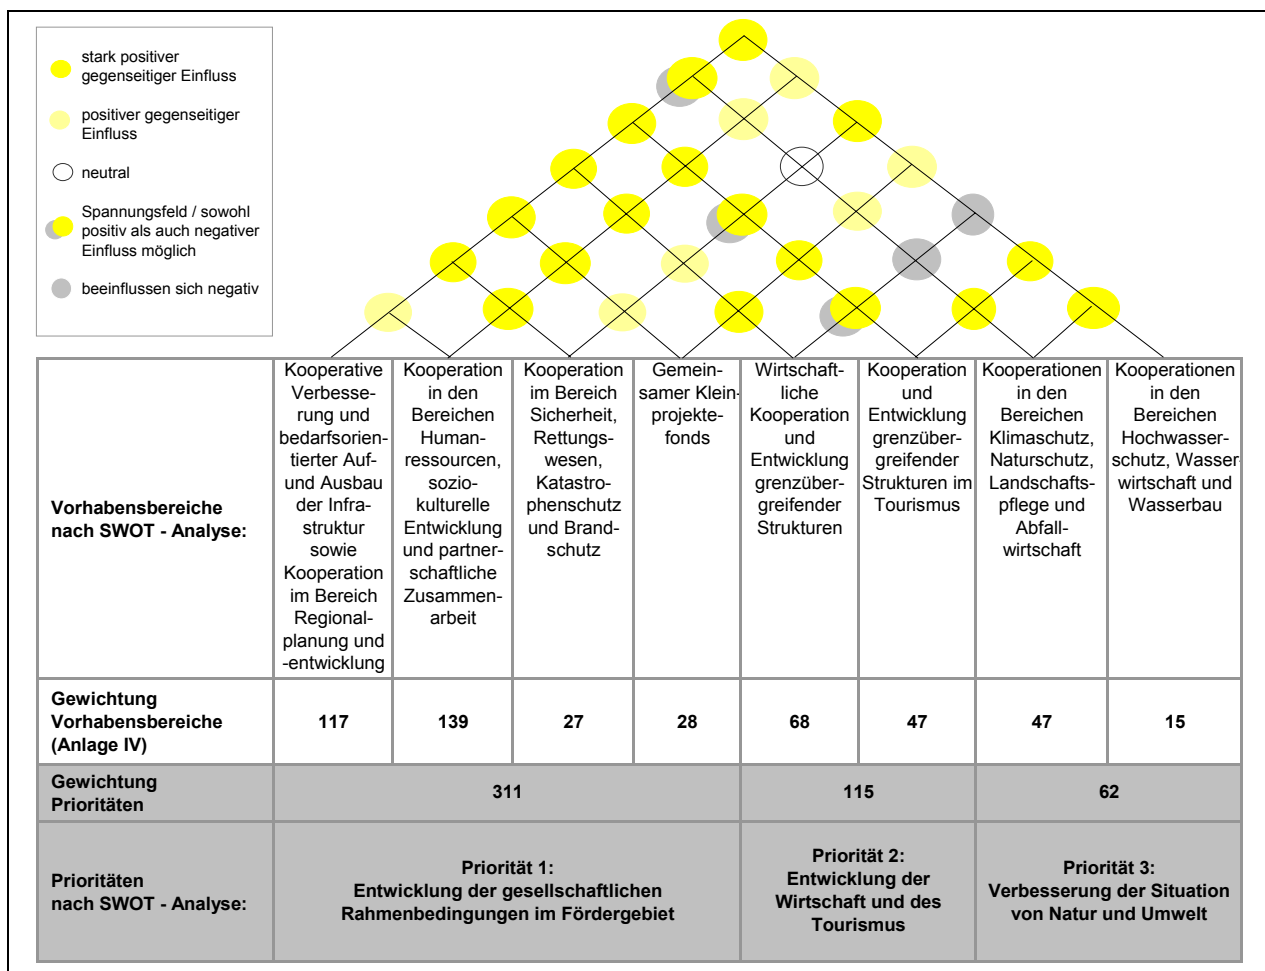 stark positiver
gegenseitiger Einfluss
positiver gegenseitiger
Einfluss
neutral
Spannungsfeld / sowohl
positiv als auch negativer
Einfluss möglich
beeinflussen sich negativ
Vorhabensbereiche
nach SWOT - Analyse:
Kooperative
Verbesse-
rung und
bedarfsorien-
tierter Auf-
und Ausbau
der Infra-
struktur
sowie
Kooperation
im Bereich
Regional-
planung und
-entwicklung
Kooperation
in den
Bereichen
Human-
ressourcen,
sozio-
kulturelle
Entwicklung
und partner-
schaftliche
Zusammen-
arbeit
Kooperation
im Bereich
Sicherheit,
Rettungs-
wesen,
Katastro-
phenschutz
und Brand-
schutz
Gemein-
samer Klein-
projekte-
fonds
Wirtschaft-
liche
Kooperation
und
Entwicklung
grenzüber-
greifender
Strukturen
Kooperation
und
Entwicklung
grenzüber-
greifender
Strukturen im
Tourismus
Kooperationen
in den
Bereichen
Klimaschutz,
Naturschutz,
Landschafts-
pflege und
Abfall-
wirtschaft
Kooperationen
in den
Bereichen
Hochwasser-
schutz, Wasser-
wirtschaft und
Wasserbau
Gewichtung
Vorhabensbereiche
(Anlage IV)
117 139 27 28 68 47 47 15
Gewichtung
Prioritäten
311 115 62
Prioritäten
nach SWOT - Analyse:
Priorität 1:
Entwicklung der gesellschaftlichen
Rahmenbedingungen im Fördergebiet
Priorität 2:
Entwicklung der
Wirtschaft und des
Tourismus
Priorität 3:
Verbesserung der Situation
von Natur und Umwelt